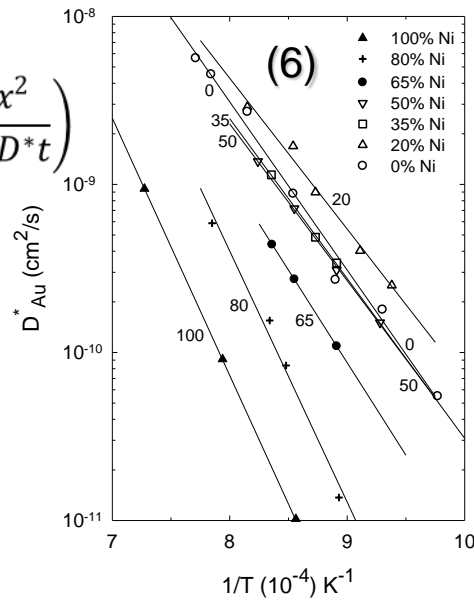 x²
D*t)
(6)
10⁻⁸
10⁻⁹
10⁻¹⁰
10⁻¹¹
D*Au (cm²/s)
100% Ni
80% Ni
65% Ni
50% Ni
35% Ni
20% Ni
0% Ni
0
35
50
20
100
80
65
0
50
7
8
9
10
1/T (10⁻⁴) K⁻¹